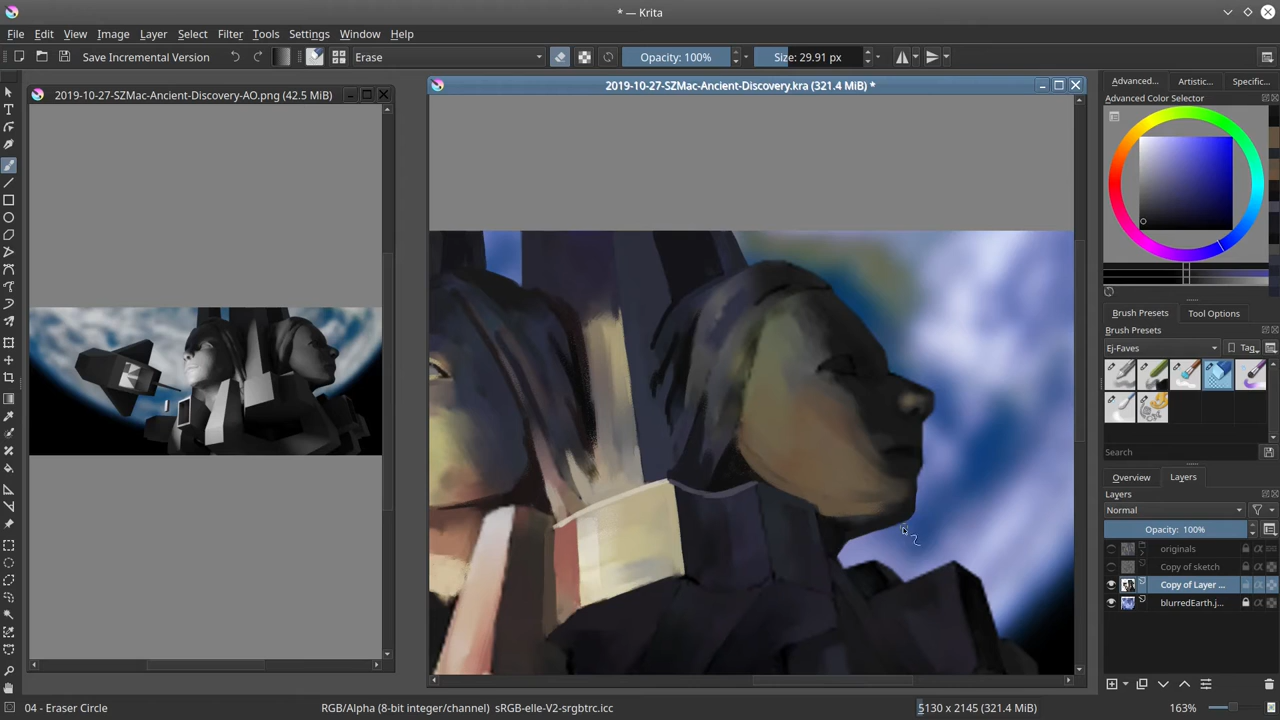 * — Krita
File Edit View Image Layer Select Filter Tools Settings Window Help
Save Incremental Version Erase Opacity: 100% Size: 29.91 px
2019-10-27-SZMac-Ancient-Discovery-AO.png (42.5 MiB)
2019-10-27-SZMac-Ancient-Discovery.kra (321.4 MiB) *
Advanced... Artistic... Specific...
Advanced Color Selector
Brush Presets Tool Options
Brush Presets
Ej-Faves Tag
Search
Overview Layers
Layers
Normal
Opacity: 100%
originals
Copy of sketch
Copy of Layer ...
blurredEarth.j...
04 - Eraser Circle RGB/Alpha (8-bit integer/channel) sRGB-elle-V2-srgbtrc.icc 5130 x 2145 (321.4 MiB) 163%